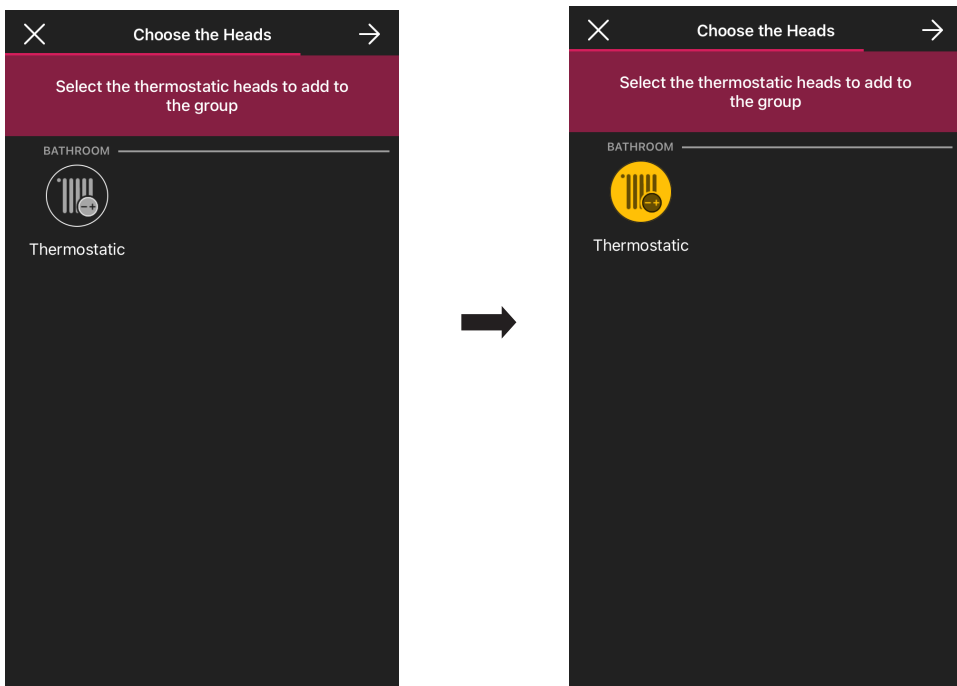 Choose the Heads
Select the thermostatic heads to add to
the group
BATHROOM
Thermostatic
Choose the Heads
Select the thermostatic heads to add to
the group
BATHROOM
Thermostatic